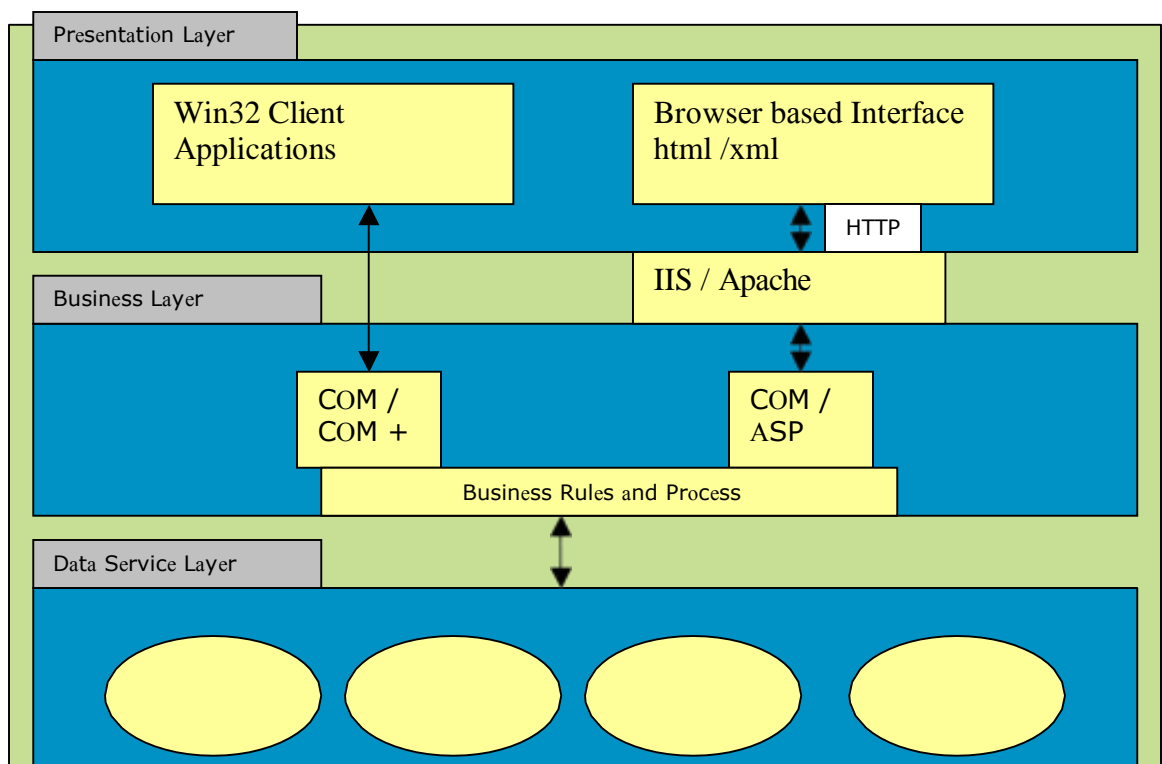 Presentation Layer
Win32 Client
Applications
Browser based Interface
html /xml
HTTP
IIS / Apache
Business Layer
COM /
COM +
COM /
ASP
Business Rules and Process
Data Service Layer